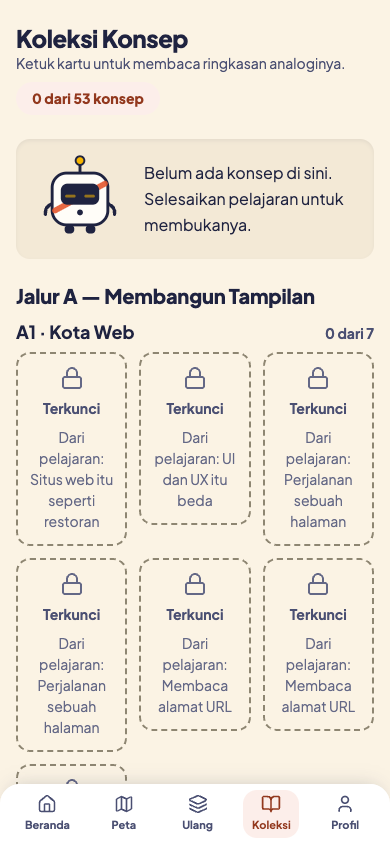 Koleksi Konsep
Ketuk kartu untuk membaca ringkasan analoginya.
0 dari 53 konsep
Belum ada konsep di sini.
Selesaikan pelajaran untuk
membukanya.
Jalur A — Membangun Tampilan
A1 · Kota Web
0 dari 7
Terkunci
Dari
pelajaran:
Situs web itu
seperti
restoran
Terkunci
Dari
pelajaran: UI
dan UX itu
beda
Terkunci
Dari
pelajaran:
Perjalanan
sebuah
halaman
Terkunci
Dari
pelajaran:
Perjalanan
sebuah
halaman
Terkunci
Dari
pelajaran:
Membaca
alamat URL
Terkunci
Dari
pelajaran:
Membaca
alamat URL
Beranda
Peta
Ulang
Koleksi
Profil